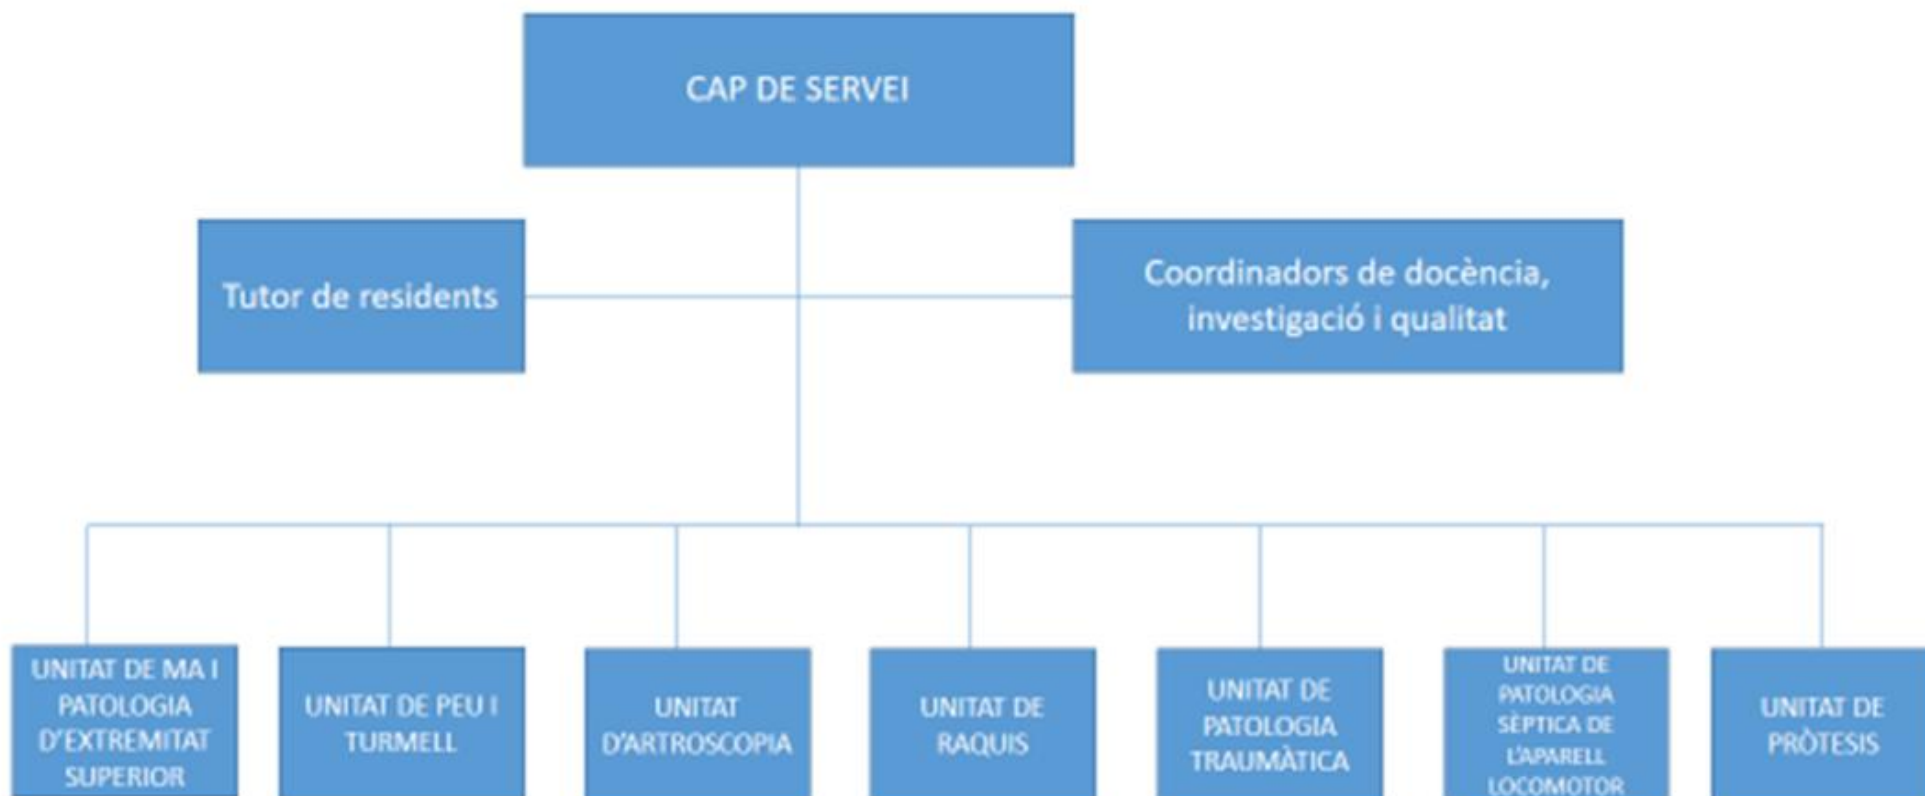 CAP DE SERVEI
Tutor de residents
Coordinadors de docència,
investigació i qualitat
UNITAT DE MA I
PATOLOGIA
D'EXTREMITAT
SUPERIOR
UNITAT DE PEU I
TURMELL
UNITAT
D'ARTROSCOPIA
UNITAT DE
RAQUIS
UNITAT DE
PATOLOGIA
TRAUMÀTICA
UNITAT DE
PATOLOGIA
SÈPTICA DE
L'APARELL
LOCOMOTOR
UNITAT DE
PRÒTESIS